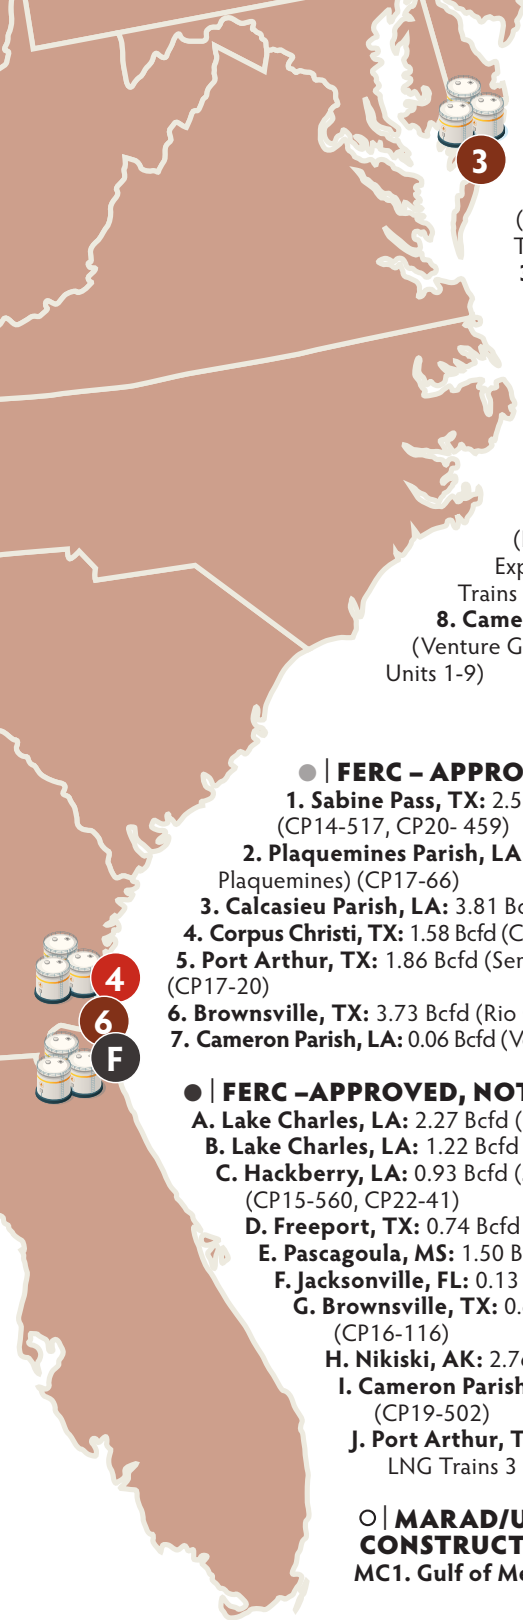 3
(
T
3
(
Exp
Trains
8. Came
(Venture G
Units 1-9)
FERC – APPRO
1. Sabine Pass, TX: 2.5
(CP14-517, CP20- 459)
2. Plaquemines Parish, LA
Plaquemines) (CP17-66)
3. Calcasieu Parish, LA: 3.81 Bc
4. Corpus Christi, TX: 1.58 Bcfd (C
5. Port Arthur, TX: 1.86 Bcfd (Sem
(CP17-20)
6. Brownsville, TX: 3.73 Bcfd (Rio
7. Cameron Parish, LA: 0.06 Bcfd (Ve
4
6
F
FERC –APPROVED, NOT
A. Lake Charles, LA: 2.27 Bcfd (
B. Lake Charles, LA: 1.22 Bcfd
C. Hackberry, LA: 0.93 Bcfd (
(CP15-560, CP22-41)
D. Freeport, TX: 0.74 Bcfd
E. Pascagoula, MS: 1.50 B
F. Jacksonville, FL: 0.13
G. Brownsville, TX: 0.
(CP16-116)
H. Nikiski, AK: 2.76
I. Cameron Parish
(CP19-502)
J. Port Arthur, T
LNG Trains 3
MARAD/U
CONSTRUCT
MC1. Gulf of Me